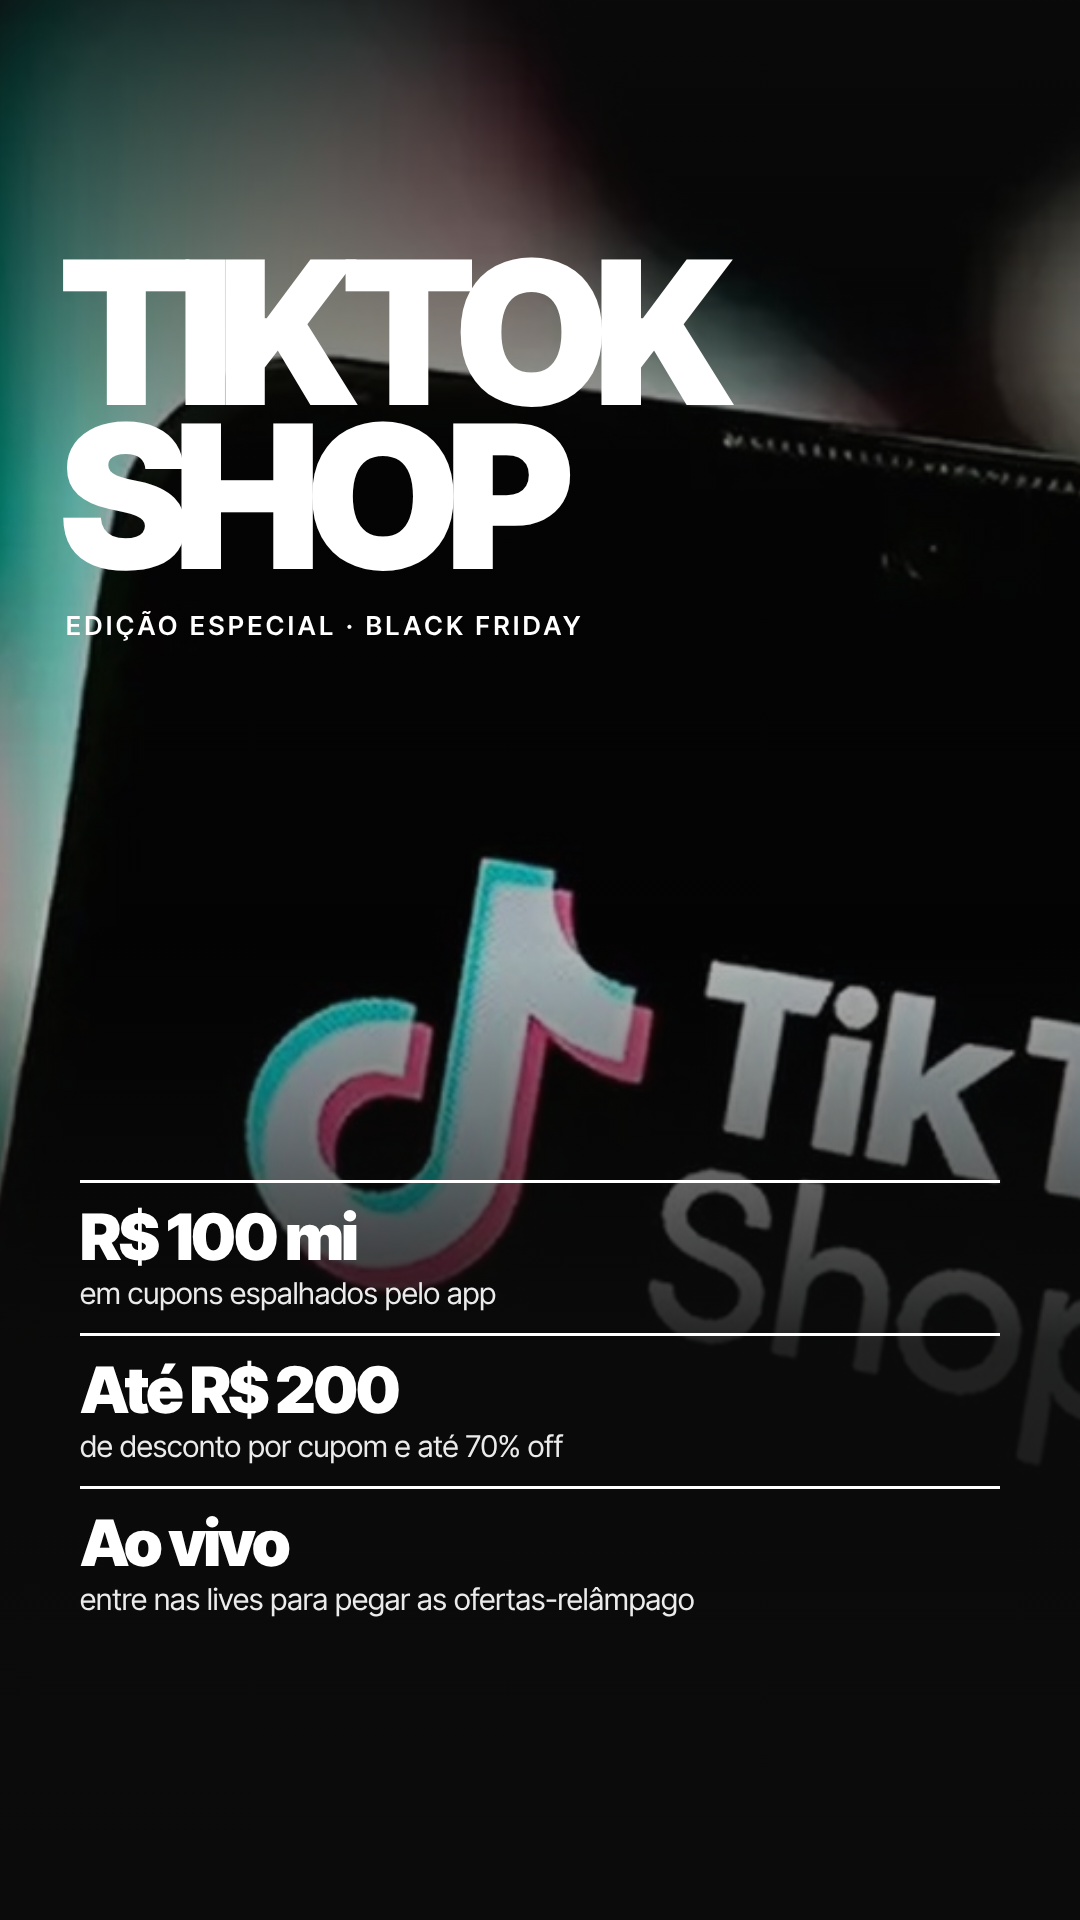 TIKTOK
SHOP
EDIÇÃO ESPECIAL · BLACK FRIDAY
TikT
Shop
R$ 100 mi
em cupons espalhados pelo app
Até R$ 200
de desconto por cupom e até 70% off
Ao vivo
entre nas lives para pegar as ofertas-relâmpago